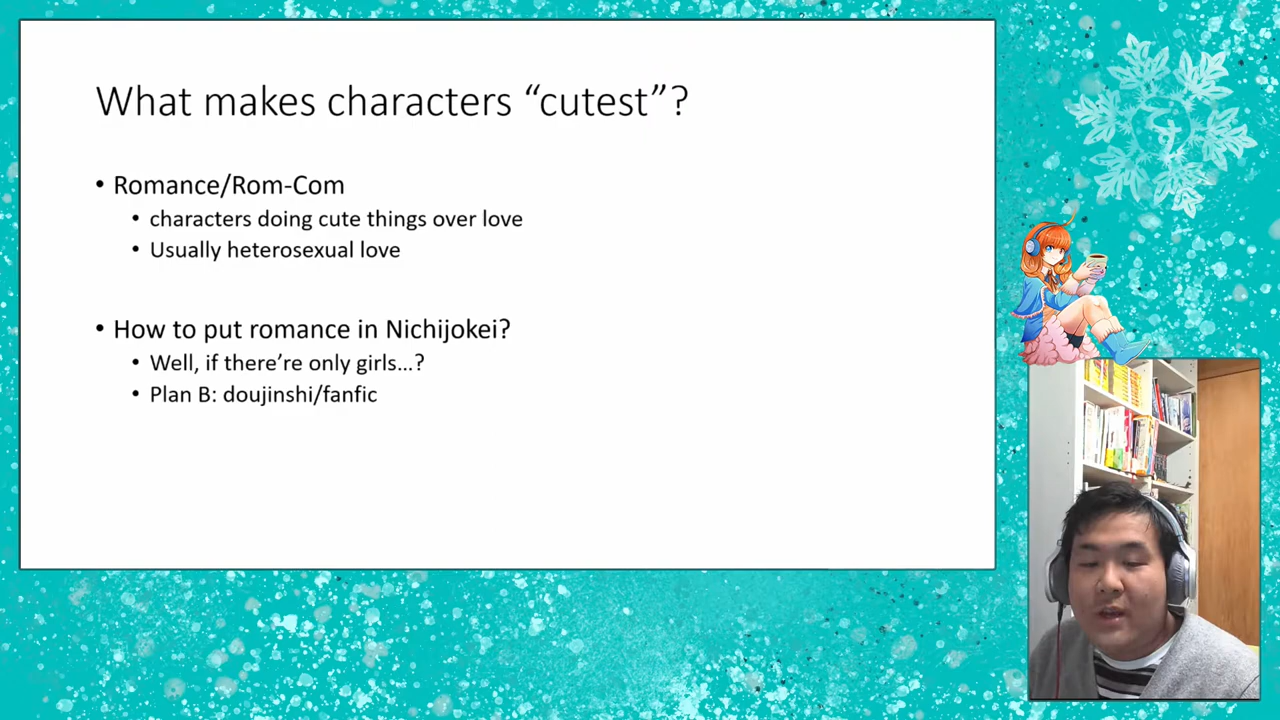 What makes characters “cutest”?
• Romance/Rom-Com
• characters doing cute things over love
• Usually heterosexual love
• How to put romance in Nichijokei?
• Well, if there’re only girls…?
• Plan B: doujinshi/fanfic